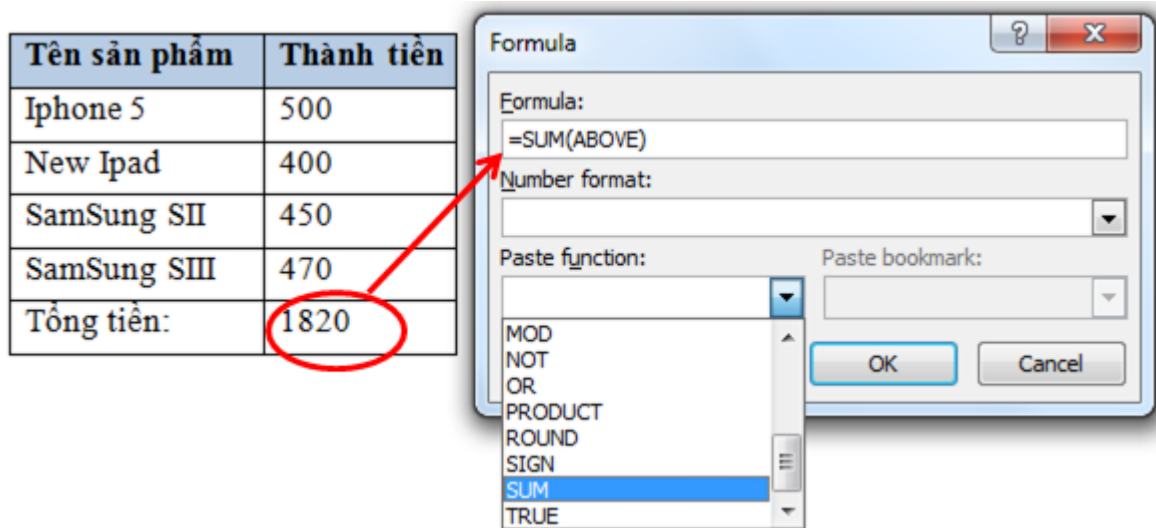 Tên sản phẩm Thành tiền
Iphone 5 500
New Ipad 400
SamSung SII 450
SamSung SIII 470
Tổng tiền: 1820
Formula
Formula:
=SUM(ABOVE)
Number format:
Paste function: Paste bookmark:
MOD
NOT
OR
PRODUCT
ROUND
SIGN
SUM
TRUE
OK Cancel